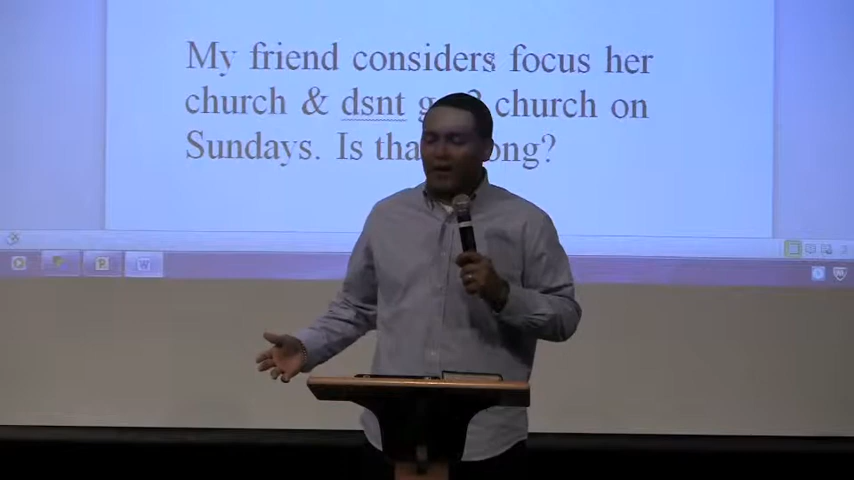 My friend considers focus her
church & dsnt church on
Sundays. Is